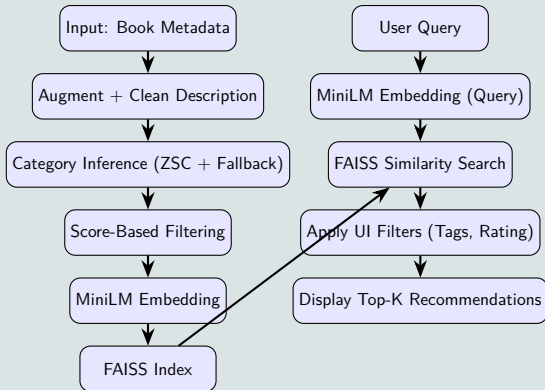 Input: Book Metadata
Augment + Clean Description
Category Inference (ZSC + Fallback)
Score-Based Filtering
MiniLM Embedding
FAISS Index
User Query
MiniLM Embedding (Query)
FAISS Similarity Search
Apply UI Filters (Tags, Rating)
Display Top-K Recommendations